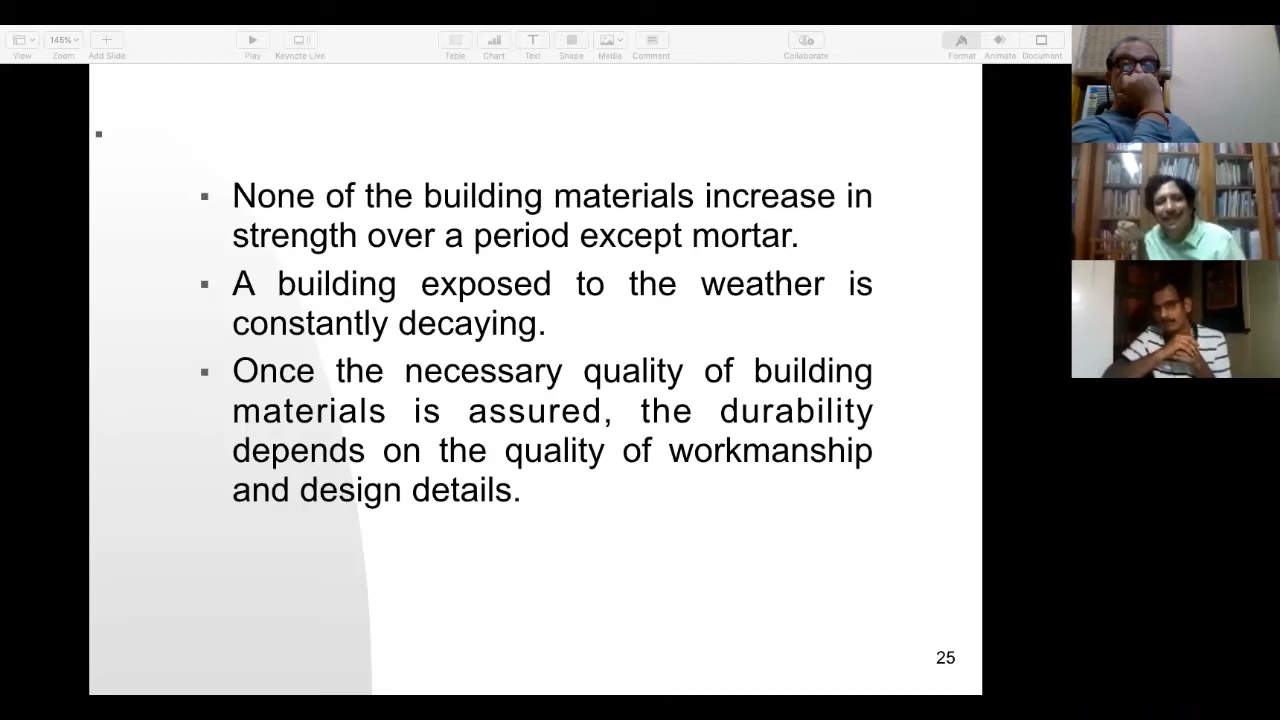 145%
View Zoom Add Slide Play Keynote Live Table Chart Text Shape Media Comment Collaborate Format Animate Document
None of the building materials increase in
strength over a period except mortar.
A building exposed to the weather is
constantly decaying.
Once the necessary quality of building
materials is assured, the durability
depends on the quality of workmanship
and design details.
25